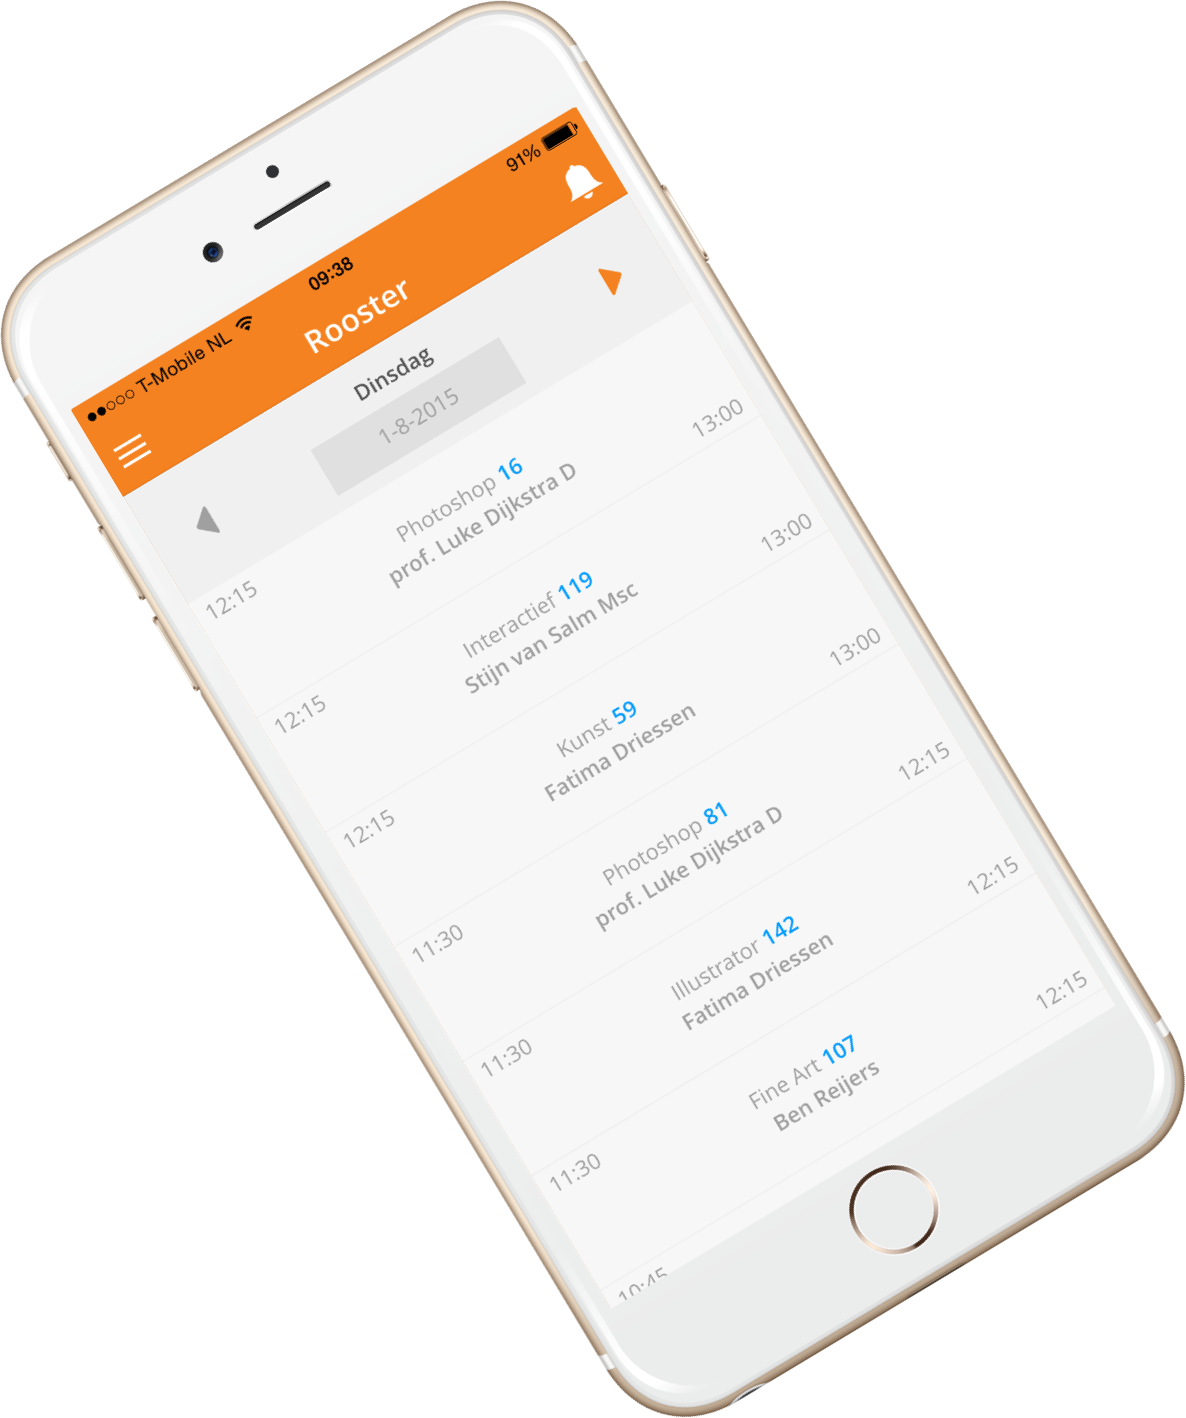 ●●○○○ T-Mobile NL 09:38 91%
Rooster
Dinsdag
1-8-2015
12:15 Photoshop 16 13:00
prof. Luke Dijkstra D
12:15 Interactief 119 13:00
Stijn van Salm Msc
12:15 Kunst 59 13:00
Fatima Driessen
11:30 Photoshop 81 12:15
prof. Luke Dijkstra D
11:30 Illustrator 142 12:15
Fatima Driessen
11:30 Fine Art 107 12:15
Ben Reijers
10:45